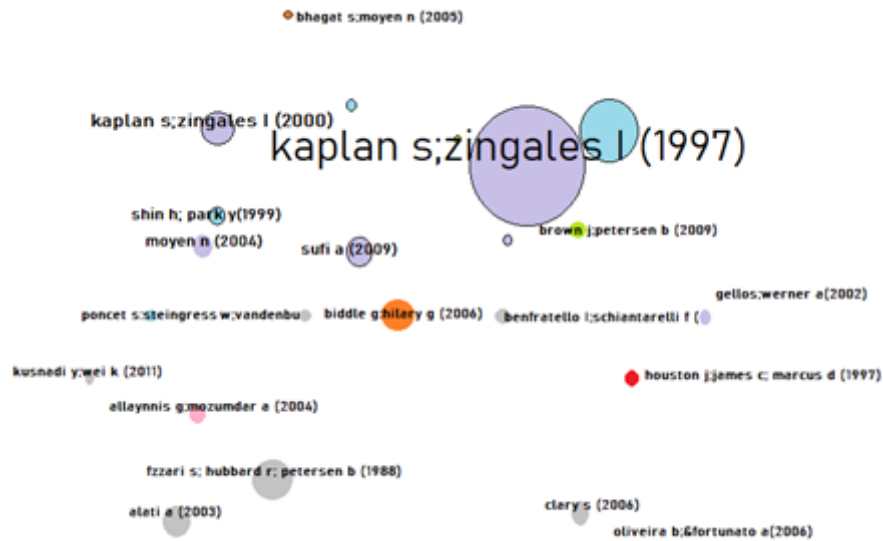 bhagat s;moyen n (2005)
kaplan s;zingales l (2000)
kaplan s;zingales l (1997)
shin h; park y(1999)
moyen n (2004)
sufi a (2009)
brown j;petersen b (2009)
gellos;werner a(2002)
poncet s;steingress w;vandenbu
biddle g;hilary g (2006)
benfratello l;schiantarelli f (
kusnadi y;wei k (2011)
houston j;james c; marcus d (1997)
allaynnis g;mozumdar a (2004)
fzzari s; hubbard r; petersen b (1988)
alati a (2003)
clary s (2006)
oliveira b;&fortunato a(2006)